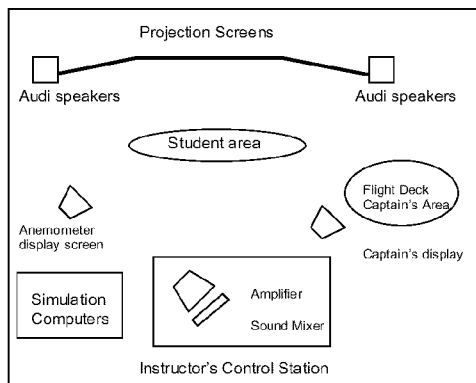 Projection Screens
Audi speakers
Audi speakers
Student area
Flight Deck
Captain's Area
Anemometer
display screen
Captain's display
Simulation
Computers
Amplifier
Sound Mixer
Instructor's Control Station